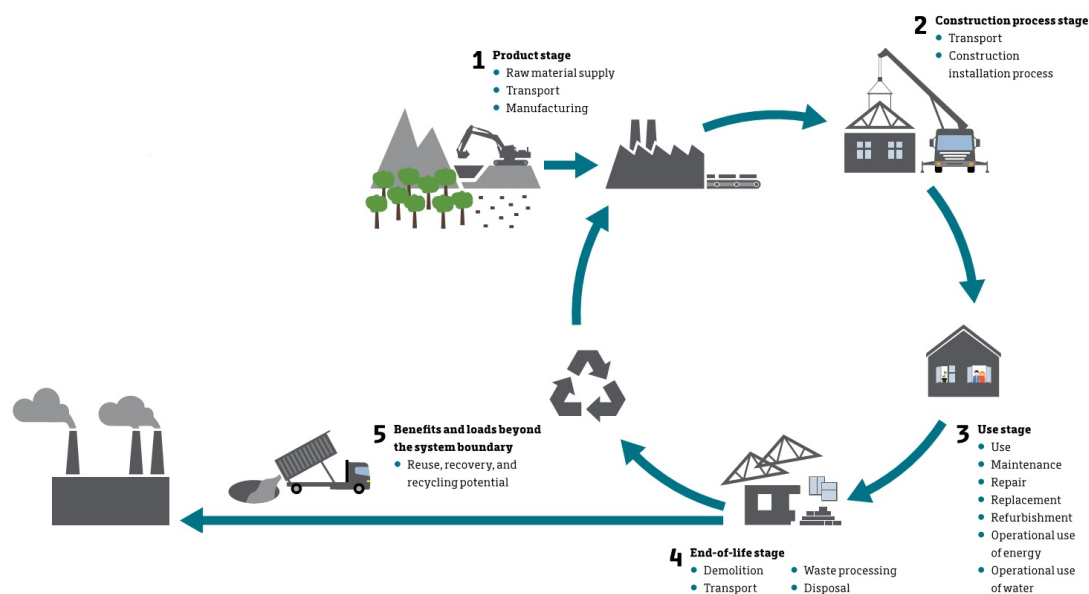 1 Product stage
Raw material supply
Transport
Manufacturing
2 Construction process stage
Transport
Construction
installation process
3 Use stage
Use
Maintenance
Repair
Replacement
Refurbishment
Operational use
of energy
Operational use
of water
4 End-of-life stage
Demolition
Transport
Waste processing
Disposal
5 Benefits and loads beyond
the system boundary
Reuse, recovery, and
recycling potential